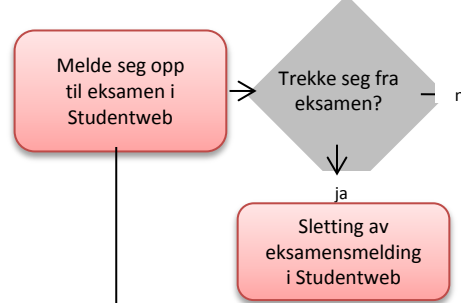 Melde seg opp
til eksamen i
Studentweb
Trekke seg fra
eksamen?
ja
Sletting av
eksamensmelding
i Studentweb